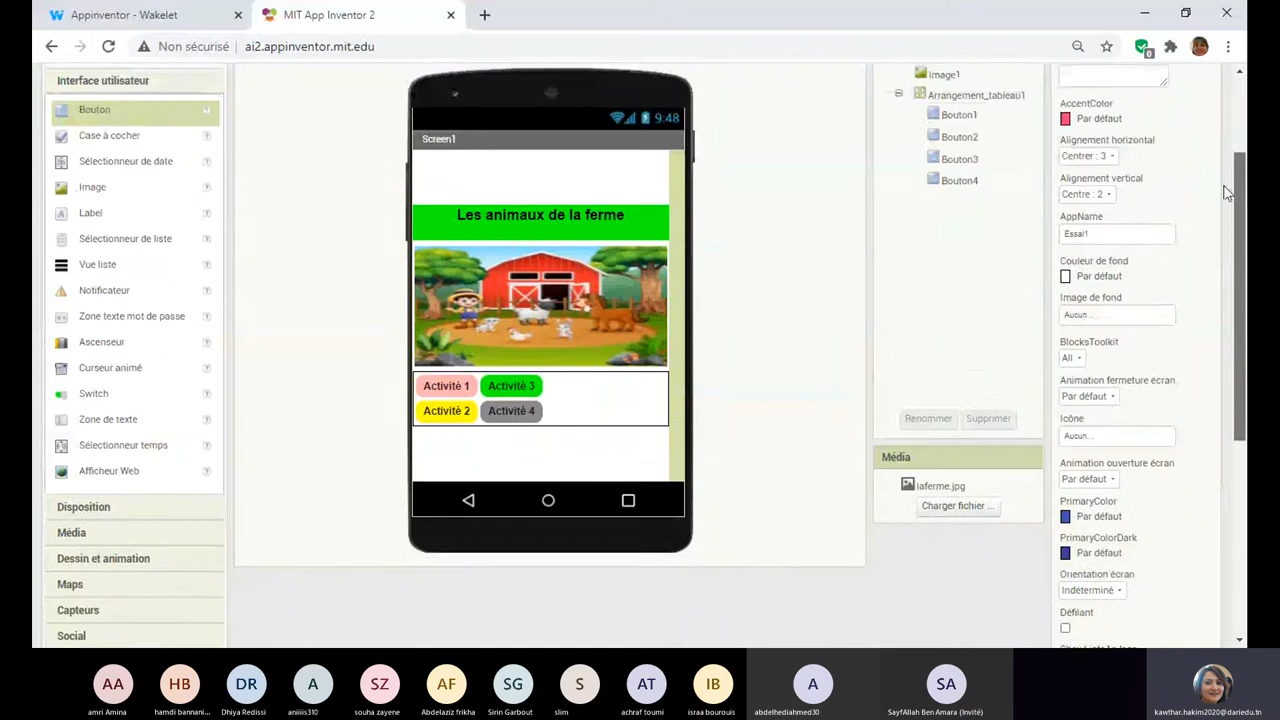 Appinventor - Wakelet
MIT App Inventor 2
Non sécurisé
ai2.appinventor.mit.edu
Interface utilisateur
Bouton
Case à cocher
Sélectionneur de date
Image
Label
Sélectionneur de liste
Vue liste
Notificateur
Zone texte mot de passe
Ascenseur
Curseur animé
Switch
Zone de texte
Sélectionneur temps
Afficheur Web
Disposition
Média
Dessin et animation
Maps
Capteurs
Social
9:48
Screen1
Les animaux de la ferme
Activité 1
Activité 3
Activité 2
Activité 4
Image1
Arrangement_tableau1
Bouton1
Bouton2
Bouton3
Bouton4
Renommer
Supprimer
Média
laferme.jpg
Charger fichier ...
AccentColor
Par défaut
Alignement horizontal
Centrer : 3
Alignement vertical
Centre : 2
AppName
Essai1
Couleur de fond
Par défaut
Image de fond
Aucun...
BlocksToolkit
All
Animation fermeture écran
Par défaut
Icône
Aucun...
Animation ouverture écran
Par défaut
PrimaryColor
Par défaut
PrimaryColorDark
Par défaut
Orientation écran
Indéterminé
Défilant
AA
amri Amina
HB
hamdi bannani...
DR
Dhiya Redissi
A
aniiiis310
SZ
souha zayene
AF
Abdelaziz frikha
SG
Sirin Garbout
S
slim
AT
achraf toumi
IB
israa bourouis
A
abdelhediahmed30
SA
SayfAllah Ben Amara (Invité)
kawthar.hakim2020@dariedu.tn